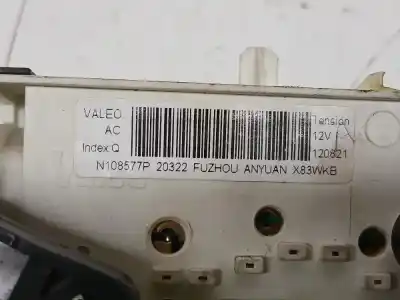 VALEO
AC
Index:Q
Tension
12V
120821
N108577P 20322 FUZHOU ANYUAN X83WKB